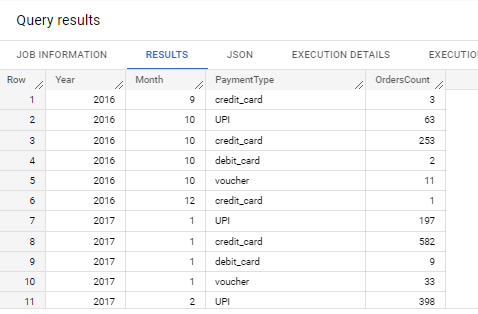 Query results
JOB INFORMATION RESULTS JSON EXECUTION DETAILS EXECUTIO
Row Year Month PaymentType OrdersCount
1 2016 9 credit_card 3
2 2016 10 UPI 63
3 2016 10 credit_card 253
4 2016 10 debit_card 2
5 2016 10 voucher 11
6 2016 12 credit_card 1
7 2017 1 UPI 197
8 2017 1 credit_card 582
9 2017 1 debit_card 9
10 2017 1 voucher 33
11 2017 2 UPI 398